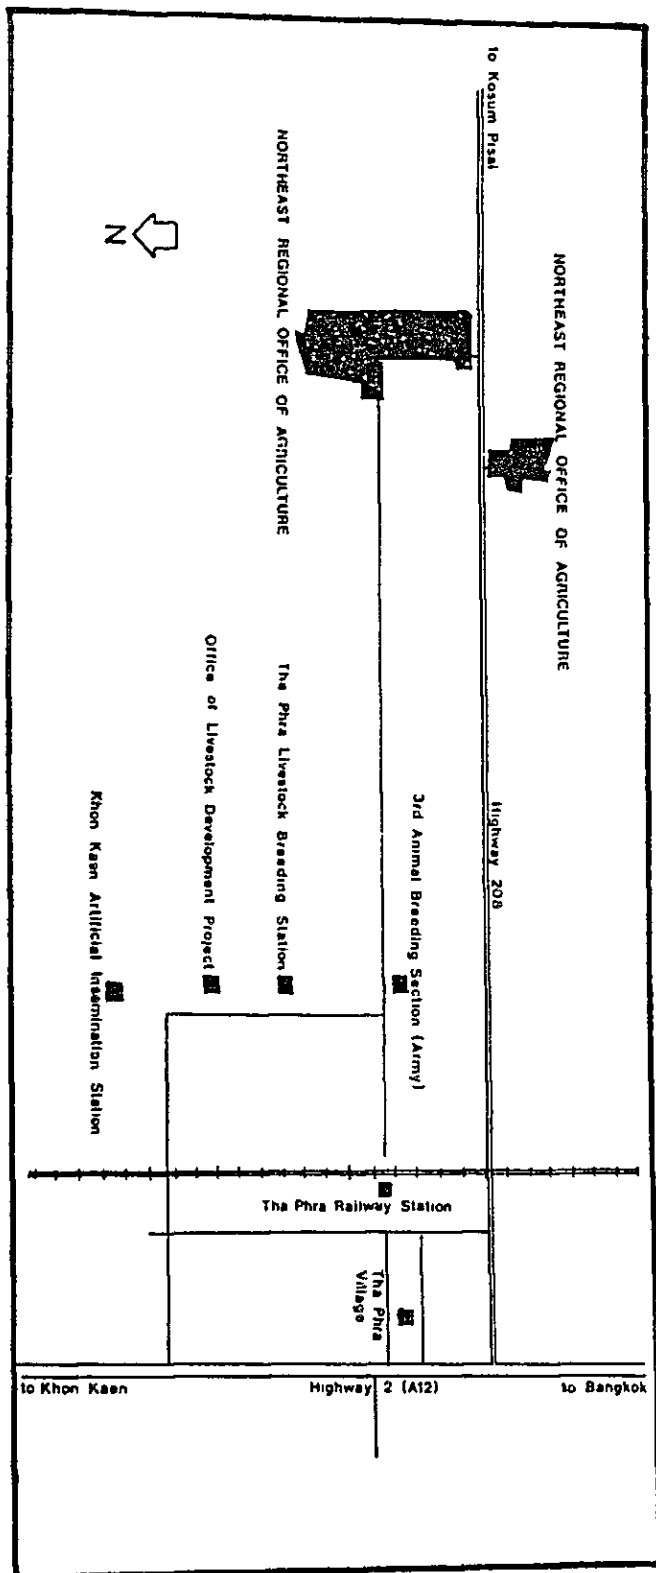 to Kosum Pisai
NORTHEAST REGIONAL OFFICE OF AGRICULTURE
NORTHEAST REGIONAL OFFICE OF AGRICULTURE
N
Highway 208
3rd Animal Breeding Section (Army)
Tha Phra Livestock Breeding Station
Office of Livestock Development Project
Khon Kaen Artificial Insemination Station
Tha Phra Railway Station
Tha Phra
Village
to Khon Kaen
Highway 2 (A12)
to Bangkok